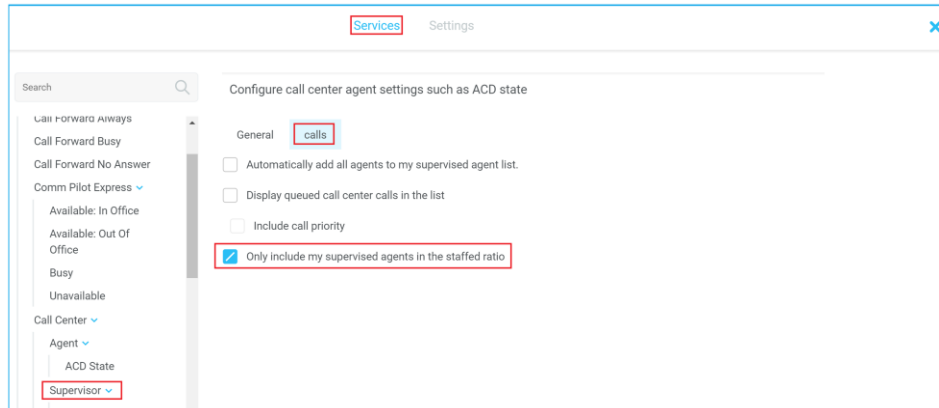 Services Settings
Search
Configure call center agent settings such as ACD state
Call Forward Always
General calls
Call Forward Busy
Automatically add all agents to my supervised agent list.
Call Forward No Answer
Comm Pilot Express
Display queued call center calls in the list
Available: In Office
Include call priority
Available: Out Of
Office
Only include my supervised agents in the staffed ratio
Busy
Unavailable
Call Center
Agent
ACD State
Supervisor